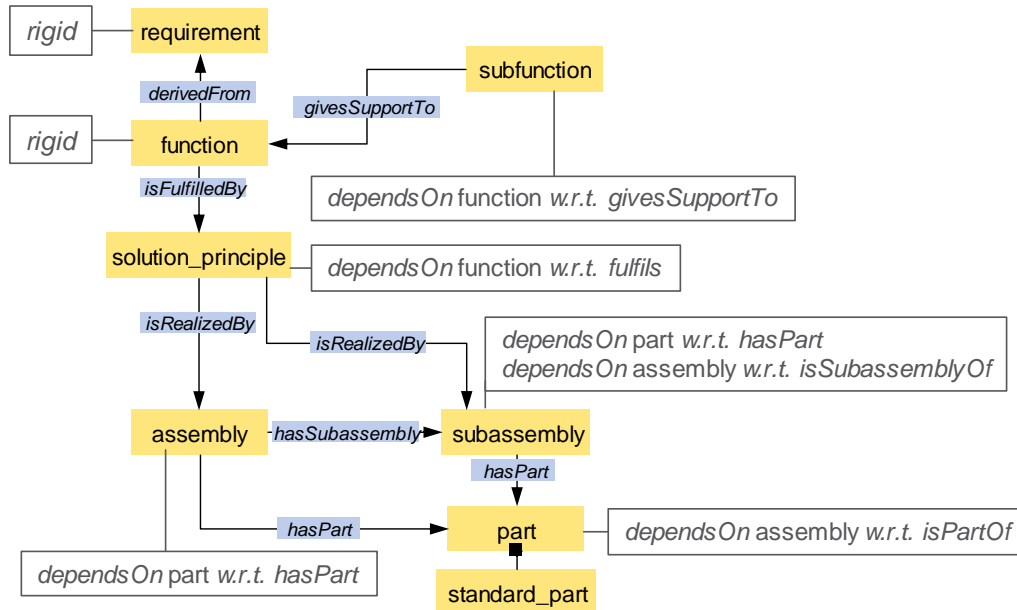 rigid
requirement
derivedFrom
subfunction
givesSupportTo
rigid
function
isFulfilledBy
dependsOn function w.r.t. givesSupportTo
solution_principle
dependsOn function w.r.t. fulfils
isRealizedBy
isRealizedBy
dependsOn part w.r.t. hasPart
dependsOn assembly w.r.t. isSubassemblyOf
assembly
hasSubassembly
subassembly
hasPart
hasPart
part
dependsOn assembly w.r.t. isPartOf
dependsOn part w.r.t. hasPart
standard_part